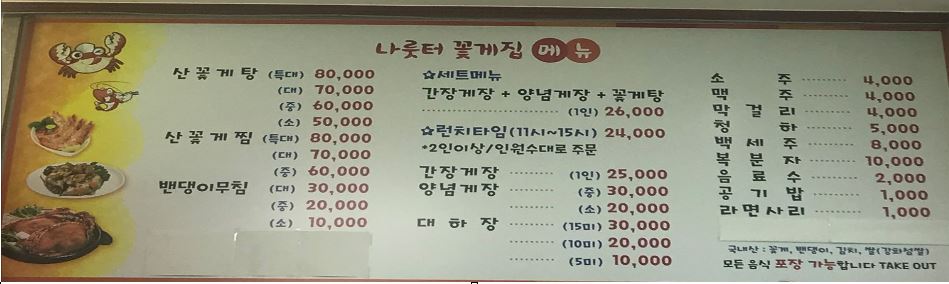 나룻터 꽃게집 메뉴
산꽃게탕 (특대) 80,000
(대) 70,000
(중) 60,000
(소) 50,000
산꽃게찜 (특대) 80,000
(대) 70,000
(중) 60,000
밴댕이무침 (대) 30,000
(중) 20,000
(소) 10,000
☆세트메뉴
간장게장 + 양념게장 + 꽃게탕
(1인) 26,000
☆런치타임(11시~15시) 24,000
*2인이상/인원수대로 주문
간장게장 (1인) 25,000
양념게장 (중) 30,000
(소) 20,000
대하장 (15미) 30,000
(10미) 20,000
(5미) 10,000
소주 4,000
맥주 4,000
막걸리 4,000
청하 5,000
백세주 8,000
복분자 10,000
음료수 2,000
공기밥 1,000
라면사리 1,000
국내산 : 꽃게, 밴댕이, 김치, 쌀(강화섬쌀)
모든 음식 포장 가능합니다 TAKE OUT